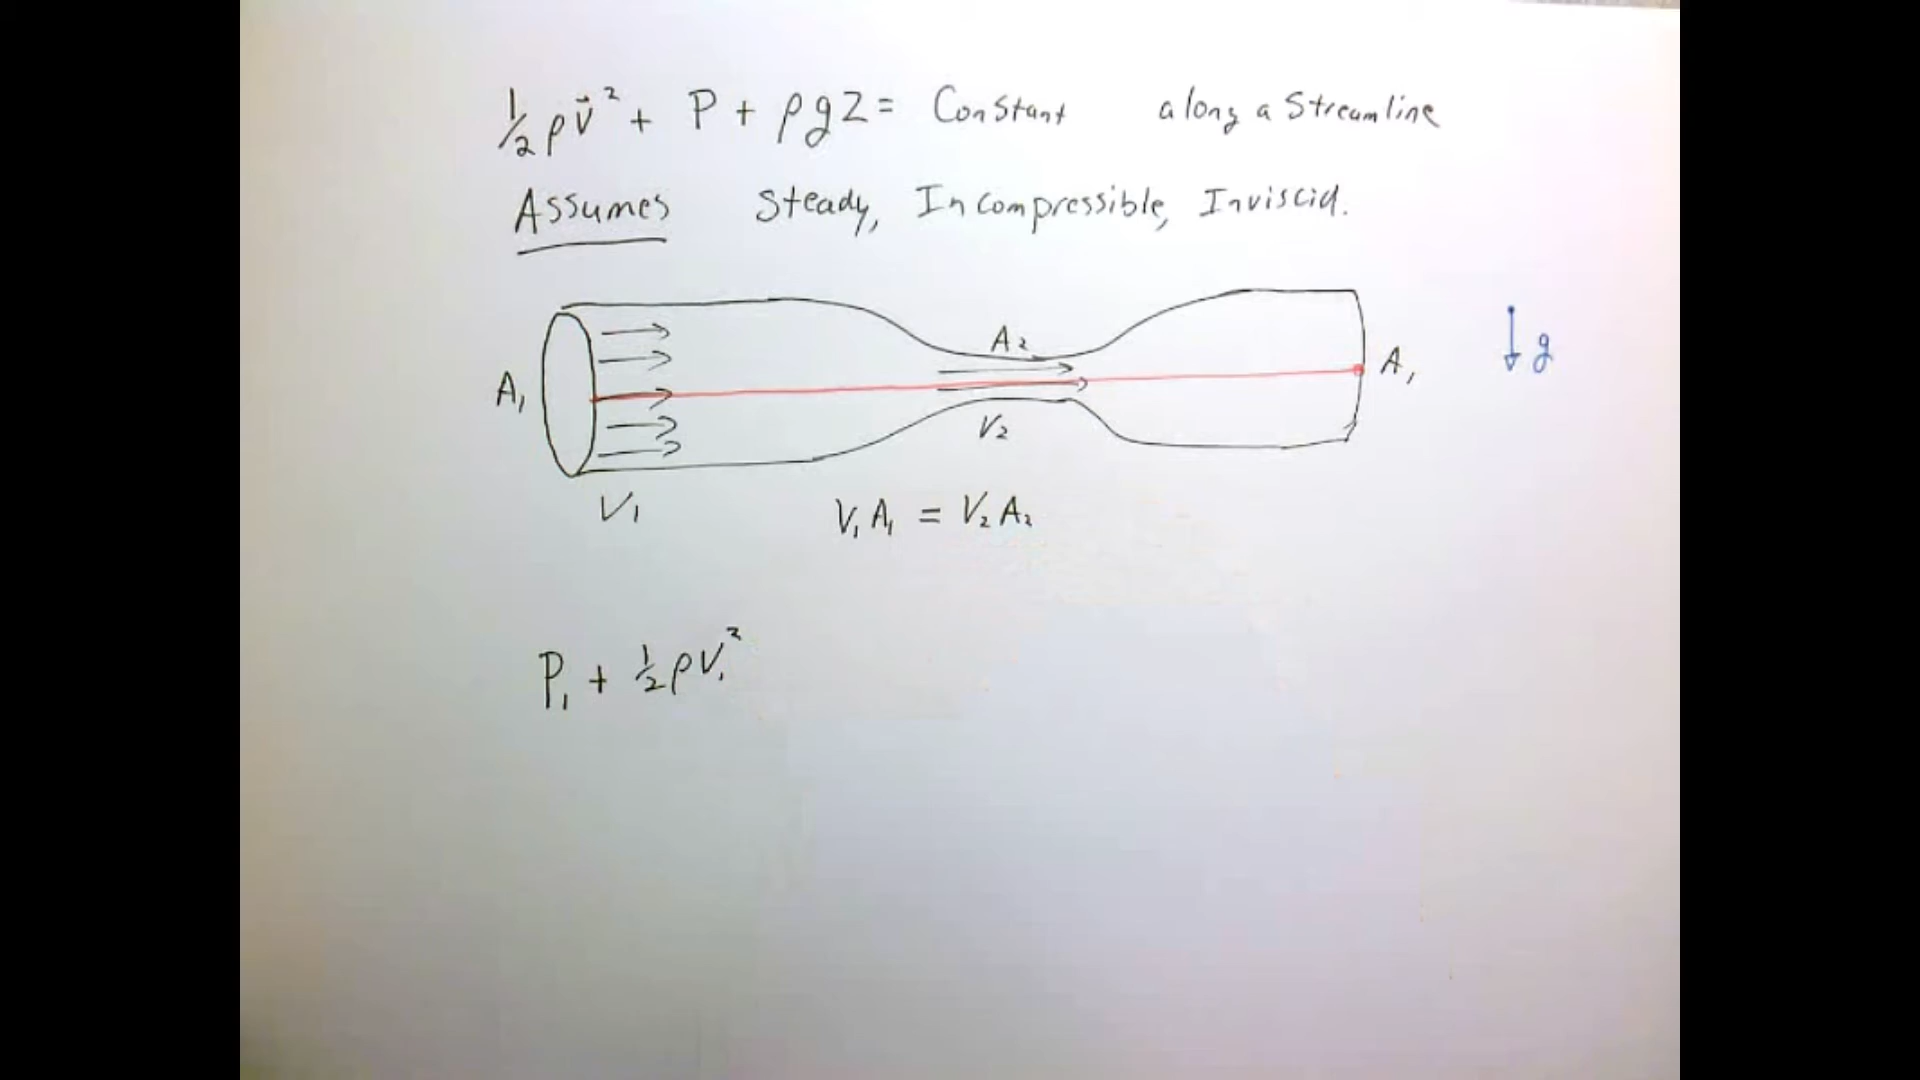 ½ρv⃗² + P + ρgz = Constant along a Streamline
Assumes Steady, Incompressible, Inviscid.
A₂
g
A₁
A₁
V₂
V₁
V₁A₁ = V₂A₂
P₁ + ½ρV₁²